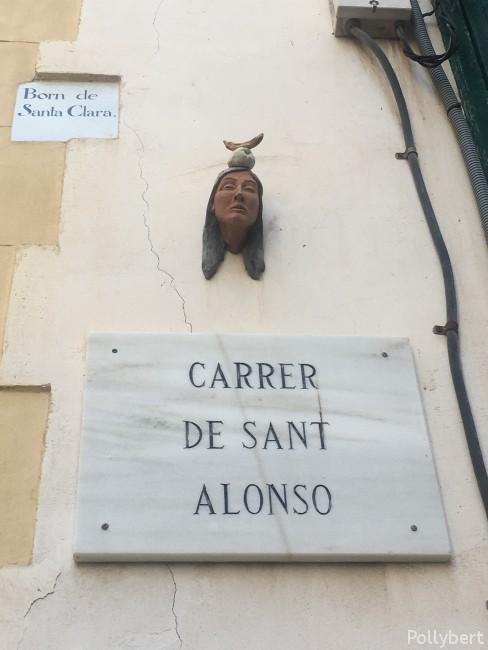 Born de
Santa Clara.
CARRER
DE SANT
ALONSO
Pollybert